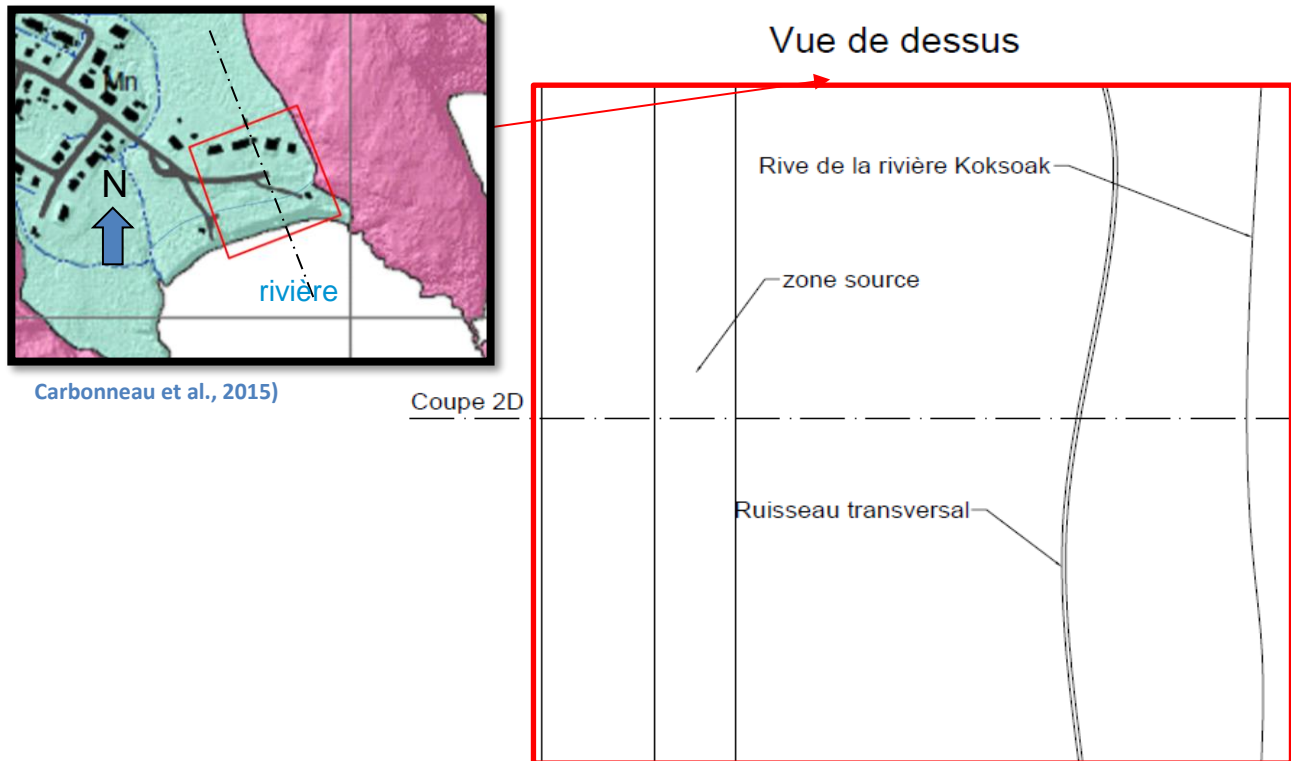 Vue de dessus
Mn
N
rivière
Carbonneau et al., 2015)
Rive de la rivière Koksoak
zone source
Coupe 2D
Ruisseau transversal